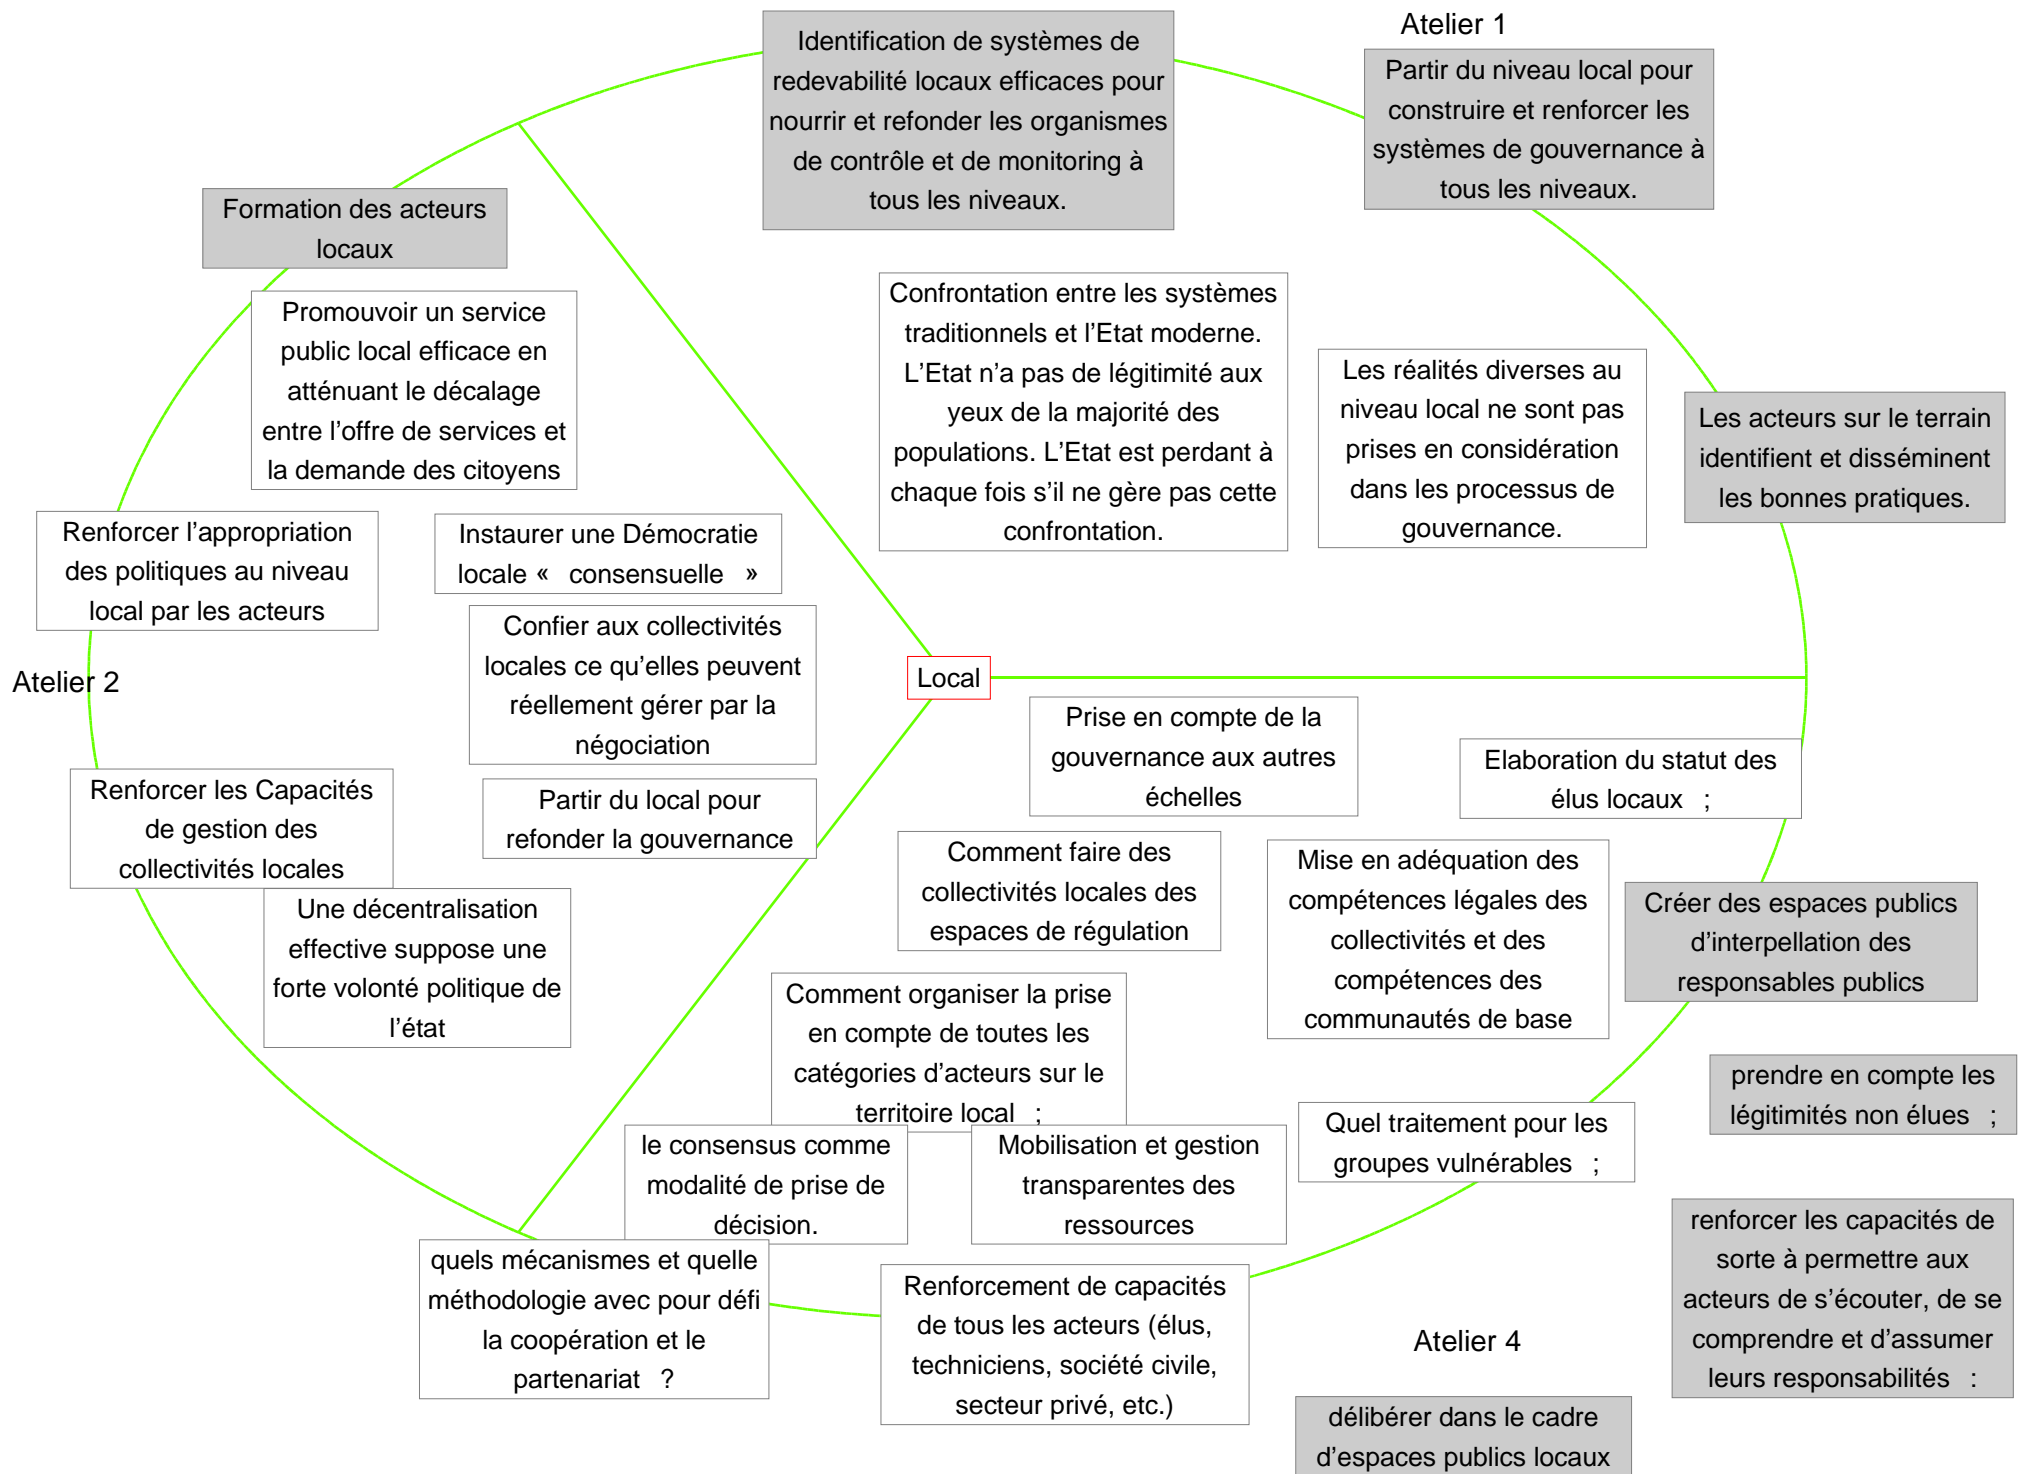 Atelier 1
Identification de systèmes de
redevabilité locaux efficaces pour
nourrir et refonder les organismes
de contrôle et de monitoring à
tous les niveaux.
Partir du niveau local pour
construire et renforcer les
systèmes de gouvernance à
tous les niveaux.
Formation des acteurs
locaux
Promouvoir un service
public local efficace en
atténuant le décalage
entre l’offre de services et
la demande des citoyens
Confrontation entre les systèmes
traditionnels et l’Etat moderne.
L’Etat n’a pas de légitimité aux
yeux de la majorité des
populations. L’Etat est perdant à
chaque fois s’il ne gère pas cette
confrontation.
Les réalités diverses au
niveau local ne sont pas
prises en considération
dans les processus de
gouvernance.
Les acteurs sur le terrain
identifient et disséminent
les bonnes pratiques.
Renforcer l’appropriation
des politiques au niveau
local par les acteurs
Instaurer une Démocratie
locale « consensuelle »
Confier aux collectivités
locales ce qu’elles peuvent
réellement gérer par la
négociation
Atelier 2
Local
Prise en compte de la
gouvernance aux autres
échelles
Elaboration du statut des
élus locaux ;
Renforcer les Capacités
de gestion des
collectivités locales
Partir du local pour
refonder la gouvernance
Comment faire des
collectivités locales des
espaces de régulation
Mise en adéquation des
compétences légales des
collectivités et des
compétences des
communautés de base
Créer des espaces publics
d’interpellation des
responsables publics
Une décentralisation
effective suppose une
forte volonté politique de
l’état
Comment organiser la prise
en compte de toutes les
catégories d’acteurs sur le
territoire local ;
prendre en compte les
légitimités non élues ;
le consensus comme
modalité de prise de
décision.
Mobilisation et gestion
transparentes des
ressources
Quel traitement pour les
groupes vulnérables ;
renforcer les capacités de
sorte à permettre aux
acteurs de s’écouter, de se
comprendre et d’assumer
leurs responsabilités :
quels mécanismes et quelle
méthodologie avec pour défi
la coopération et le
partenariat ?
Renforcement de capacités
de tous les acteurs (élus,
techniciens, société civile,
secteur privé, etc.)
Atelier 4
délibérer dans le cadre
d’espaces publics locaux